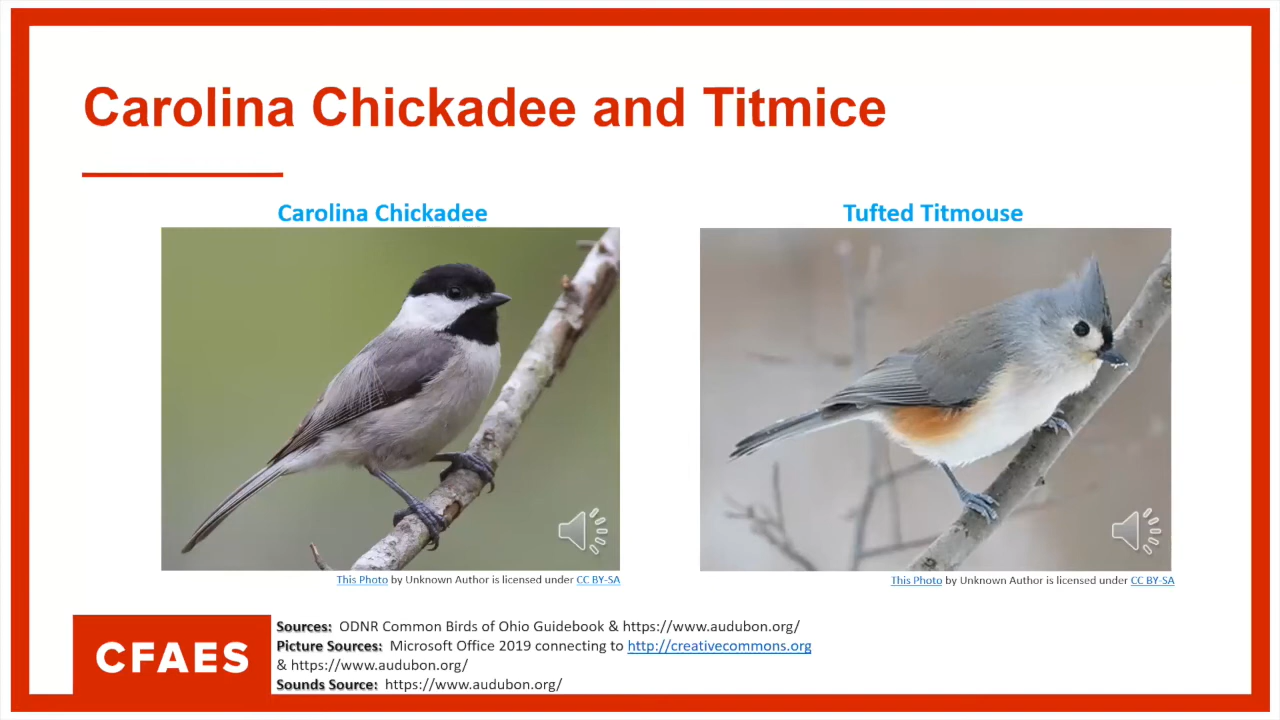 Carolina Chickadee and Titmice
Carolina Chickadee
Tufted Titmouse
This Photo by Unknown Author is licensed under CC BY-SA
This Photo by Unknown Author is licensed under CC BY-SA
CFAES
Sources: ODNR Common Birds of Ohio Guidebook & https://www.audubon.org/
Picture Sources: Microsoft Office 2019 connecting to http://creativecommons.org
& https://www.audubon.org/
Sounds Source: https://www.audubon.org/